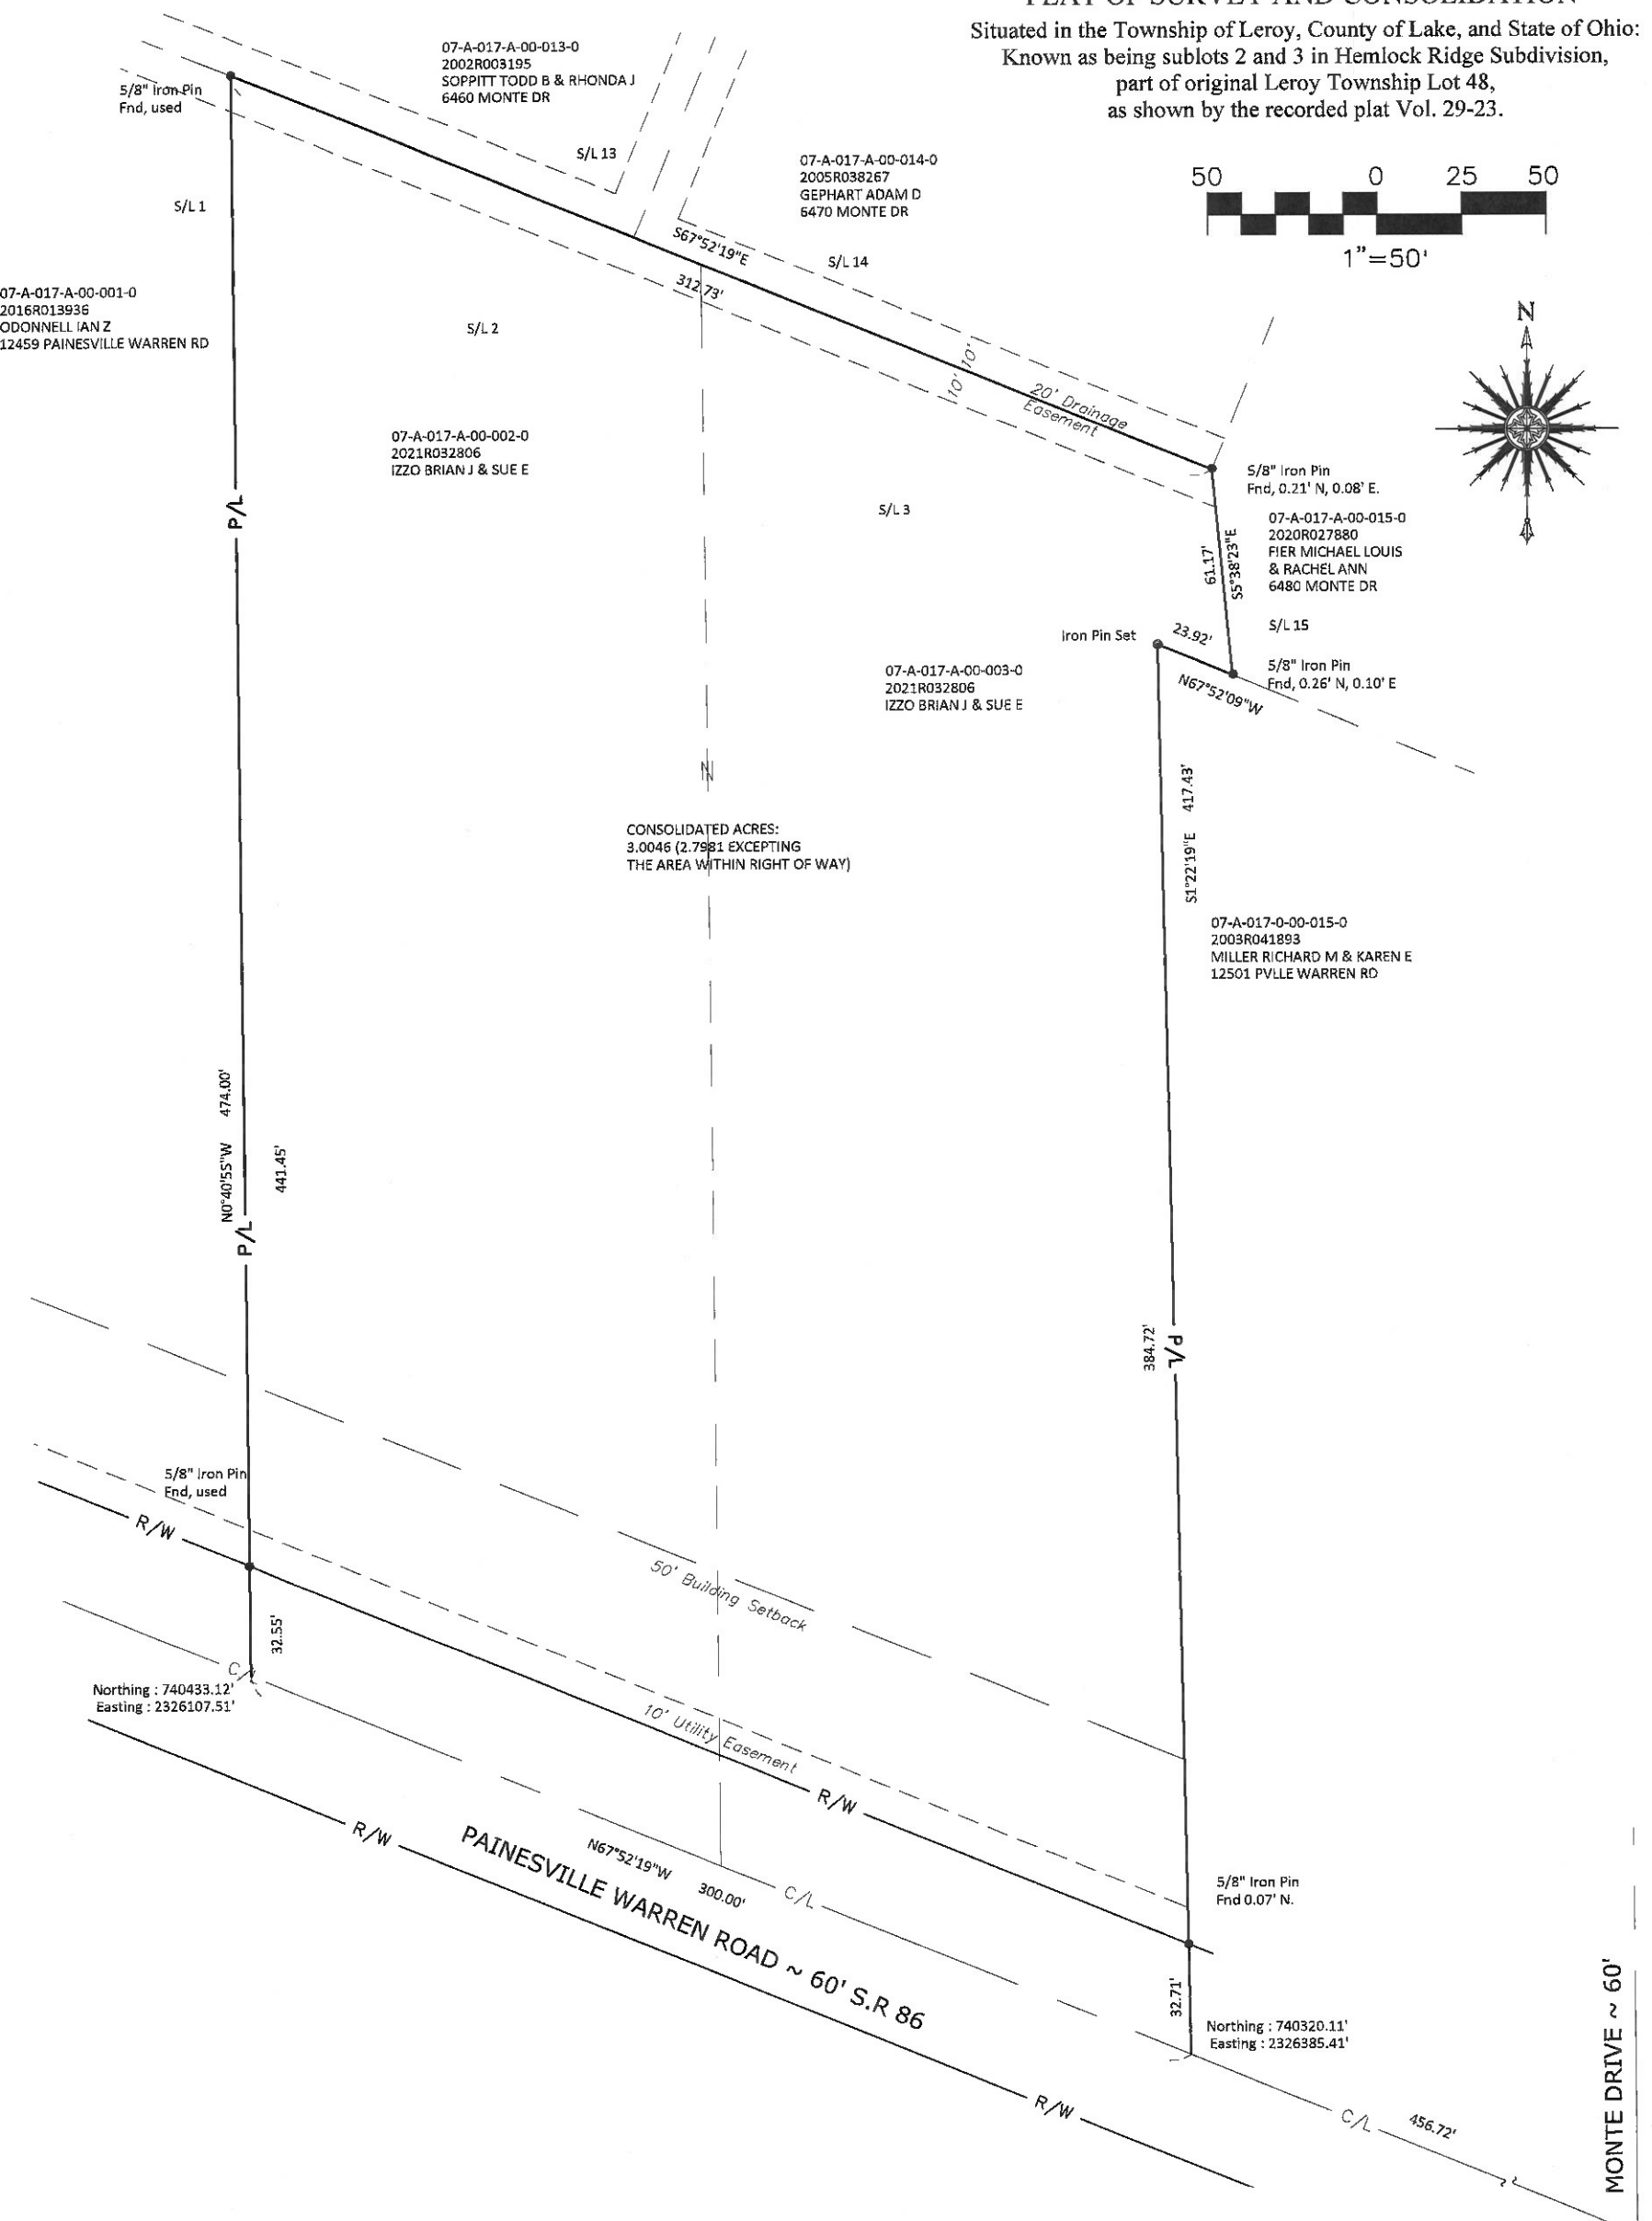 Situated in the Township of Leroy, County of Lake, and State of Ohio:
Known as being sublots 2 and 3 in Hemlock Ridge Subdivision,
part of original Leroy Township Lot 48,
as shown by the recorded plat Vol. 29-23.
50 0 25 50
1"=50'
N
07-A-017-A-00-013-0
2002R003195
SOPPITT TODD B & RHONDA J
6460 MONTE DR
5/8" Iron Pin
Fnd, used
S/L 13
07-A-017-A-00-014-0
2005R038267
GEPHART ADAM D
6470 MONTE DR
S/L 1
S67°52'19"E
312.73'
S/L 14
07-A-017-A-00-001-0
2016R013936
ODONNELL IAN Z
12459 PAINESVILLE WARREN RD
S/L 2
10' 10'
20' Drainage
Easement
07-A-017-A-00-002-0
2021R032806
IZZO BRIAN J & SUE E
P/L
S/L 3
5/8" Iron Pin
Fnd, 0.21' N, 0.08' E.
07-A-017-A-00-015-0
2020R027880
FIER MICHAEL LOUIS
& RACHEL ANN
6480 MONTE DR
61.17'
S5°38'23"E
S/L 15
Iron Pin Set
23.92'
5/8" Iron Pin
Fnd, 0.26' N, 0.10' E
N67°52'09"W
07-A-017-A-00-003-0
2021R032806
IZZO BRIAN J & SUE E
S1°22'19"E 417.43'
CONSOLIDATED ACRES:
3.0046 (2.7981 EXCEPTING
THE AREA WITHIN RIGHT OF WAY)
07-A-017-0-00-015-0
2003R041893
MILLER RICHARD M & KAREN E
12501 PVLLE WARREN RD
N0°40'55"W 474.00'
441.45'
P/L
384.72'
P/L
5/8" Iron Pin
Fnd, used
R/W
50' Building Setback
32.55'
C/
Northing : 740433.12'
Easting : 2326107.51'
10' Utility Easement
R/W
R/W
N67°52'19"W 300.00'
C/L
PAINESVILLE WARREN ROAD ~ 60' S.R 86
5/8" Iron Pin
Fnd 0.07' N.
32.71'
Northing : 740320.11'
Easting : 2326385.41'
R/W
C/L
456.72'
MONTE DRIVE ~ 60'